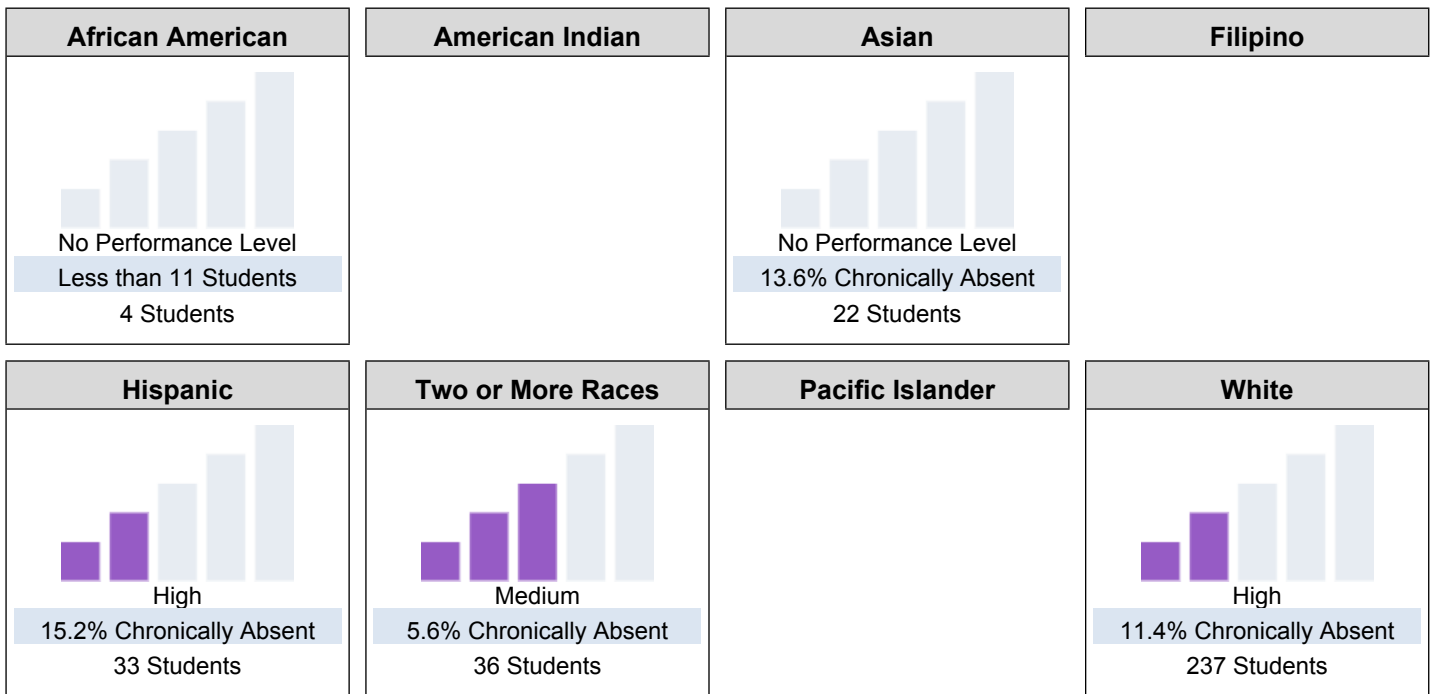 African American
American Indian
Asian
Filipino
No Performance Level
Less than 11 Students
4 Students
No Performance Level
13.6% Chronically Absent
22 Students
Hispanic
Two or More Races
Pacific Islander
White
High
15.2% Chronically Absent
33 Students
Medium
5.6% Chronically Absent
36 Students
High
11.4% Chronically Absent
237 Students